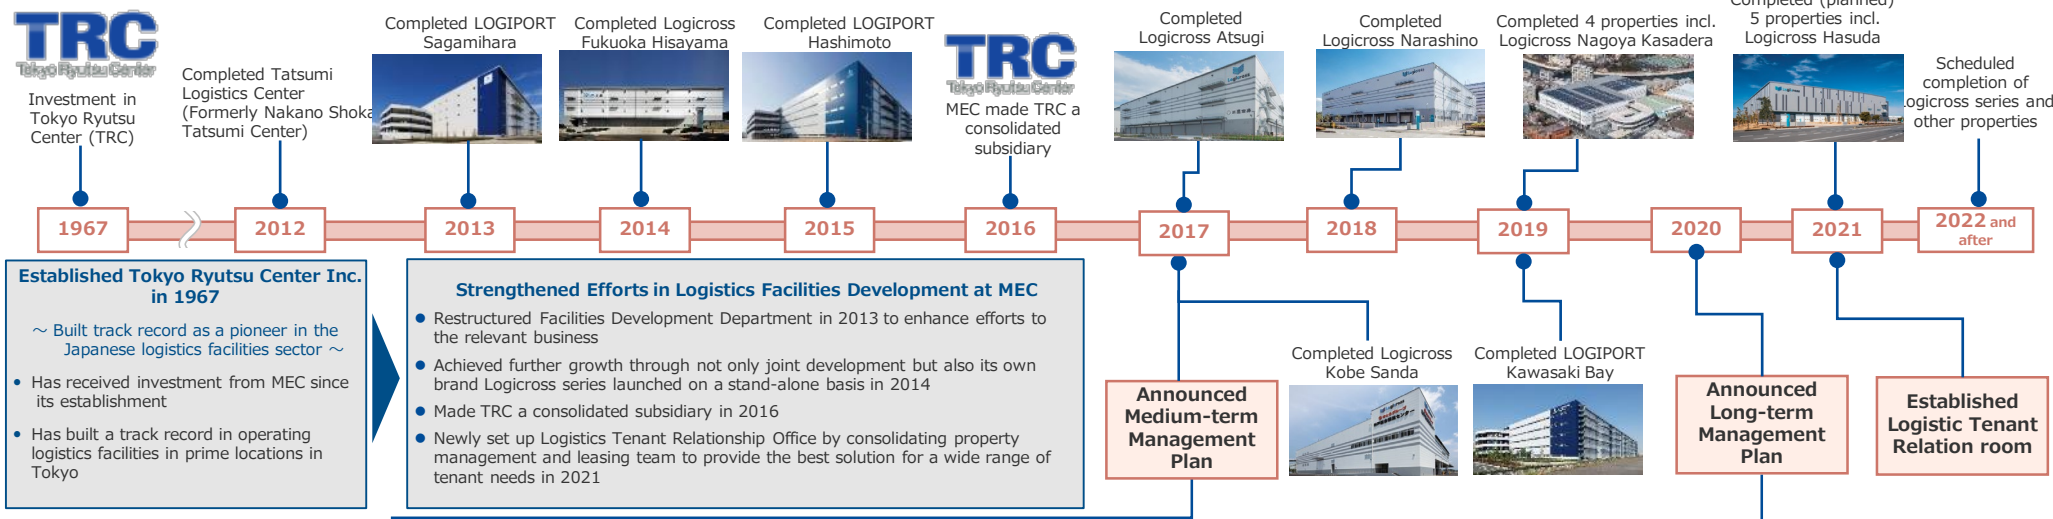 TRC
Tokyo Ryutsu Center
Investment in
Tokyo Ryutsu
Center (TRC)
Completed Tatsumi
Logistics Center
(Formerly Nakano Shoka
Tatsumi Center)
Completed LOGIPORT
Sagamihara
Completed Logicross
Fukuoka Hisayama
Completed LOGIPORT
Hashimoto
TRC
Tokyo Ryutsu Center
MEC made TRC a
consolidated
subsidiary
Completed
Logicross Atsugi
Completed
Logicross Narashino
Completed 4 properties incl.
Logicross Nagoya Kasadera
Completed (planned)
5 properties incl.
Logicross Hasuda
Scheduled
completion of
Logicross series and
other properties
1967
2012
2013
2014
2015
2016
2017
2018
2019
2020
2021
2022 and
after
Established Tokyo Ryutsu Center Inc.
in 1967
～ Built track record as a pioneer in the
Japanese logistics facilities sector ～
• Has received investment from MEC since
its establishment
• Has built a track record in operating
logistics facilities in prime locations in
Tokyo
Strengthened Efforts in Logistics Facilities Development at MEC
● Restructured Facilities Development Department in 2013 to enhance efforts to
the relevant business
● Achieved further growth through not only joint development but also its own
brand Logicross series launched on a stand-alone basis in 2014
● Made TRC a consolidated subsidiary in 2016
● Newly set up Logistics Tenant Relationship Office by consolidating property
management and leasing team to provide the best solution for a wide range of
tenant needs in 2021
Announced
Medium-term
Management
Plan
Completed Logicross
Kobe Sanda
Completed LOGIPORT
Kawasaki Bay
Announced
Long-term
Management
Plan
Established
Logistic Tenant
Relation room